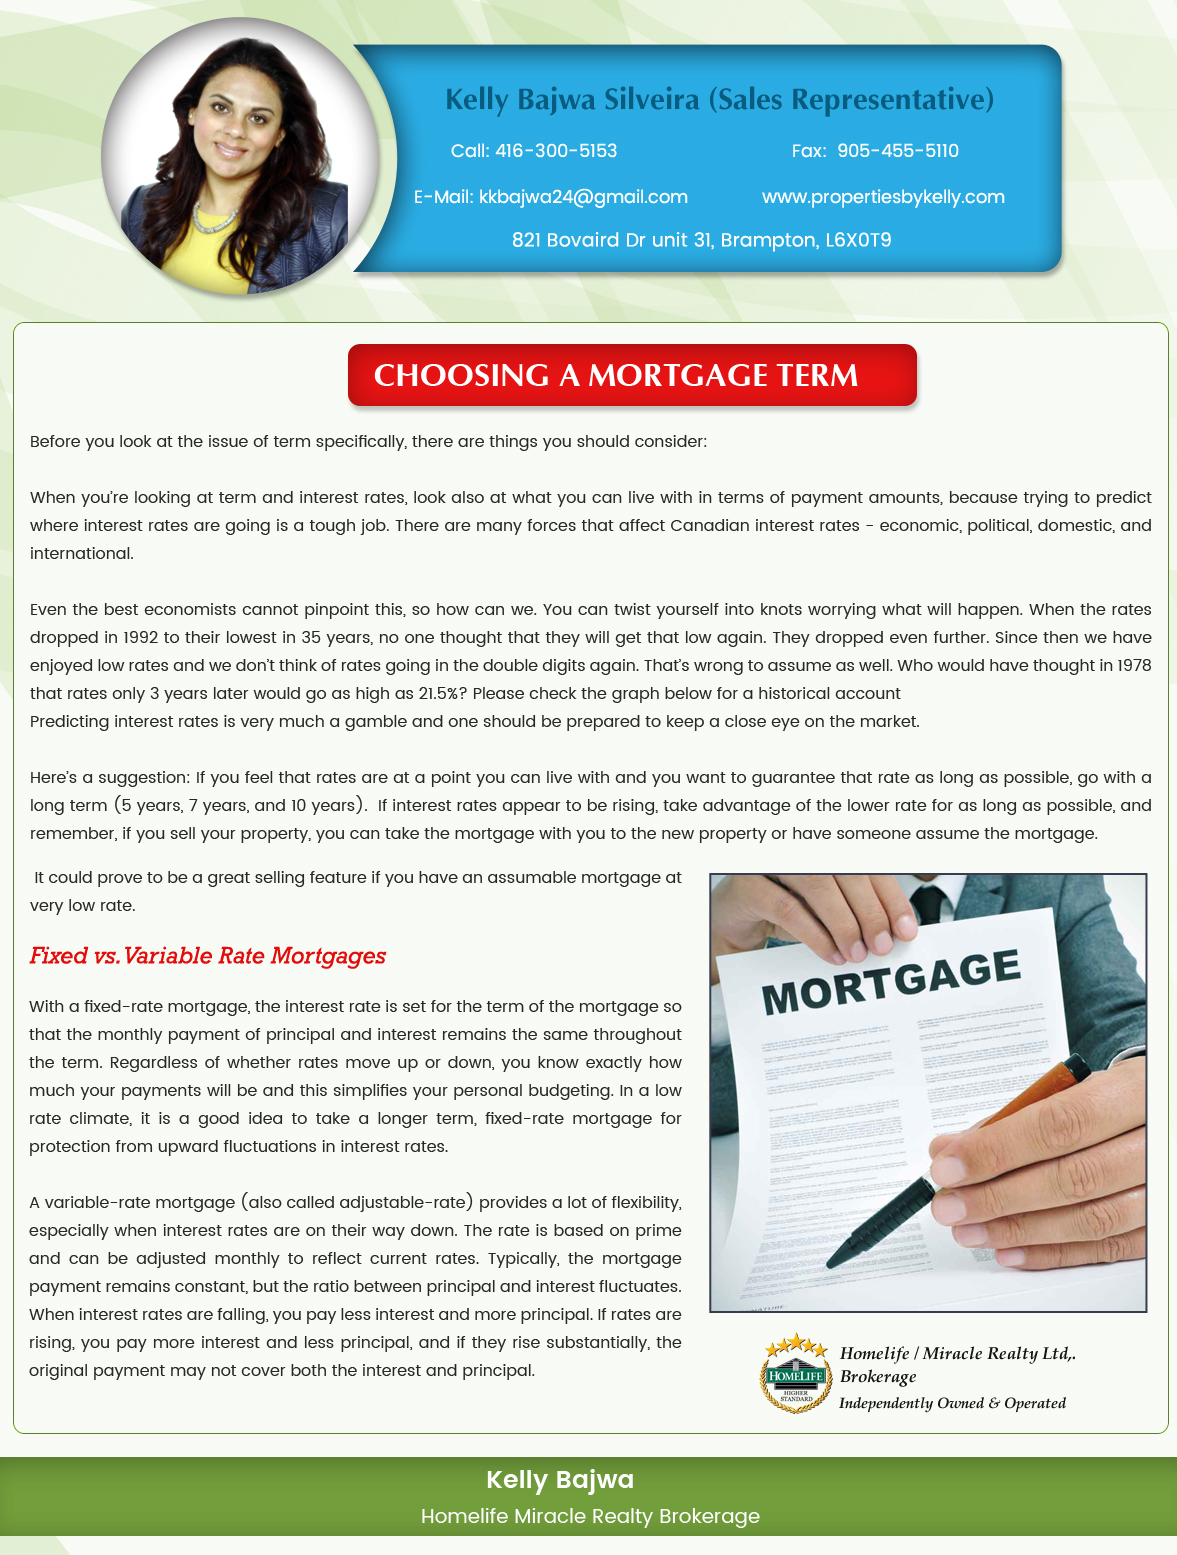 Kelly Bajwa Silveira (Sales Representative)
Call: 416-300-5153
Fax: 905-455-5110
E-Mail: kkbajwa24@gmail.com
www.propertiesbykelly.com
821 Bovaird Dr unit 31, Brampton, L6X0T9
CHOOSING A MORTGAGE TERM
Before you look at the issue of term specifically, there are things you should consider:
When you're looking at term and interest rates, look also at what you can live with in terms of payment amounts, because trying to predict
where interest rates are going is a tough job. There are many forces that affect Canadian interest rates - economic, political, domestic, and
international.
Even the best economists cannot pinpoint this, so how can we. You can twist yourself into knots worrying what will happen. When the rates
dropped in 1992 to their lowest in 35 years, no one thought that they will get that low again. They dropped even further. Since then we have
enjoyed low rates and we don't think of rates going in the double digits again. That's wrong to assume as well. Who would have thought in 1978
that rates only 3 years later would go as high as 21.5%? Please check the graph below for a historical account
Predicting interest rates is very much a gamble and one should be prepared to keep a close eye on the market.
Here's a suggestion: If you feel that rates are at a point you can live with and you want to guarantee that rate as long as possible, go with a
long term (5 years, 7 years, and 10 years). If interest rates appear to be rising, take advantage of the lower rate for as long as possible, and
remember, if you sell your property, you can take the mortgage with you to the new property or have someone assume the mortgage.
It could prove to be a great selling feature if you have an assumable mortgage at
very low rate.
Fixed vs. Variable Rate Mortgages
With a fixed-rate mortgage, the interest rate is set for the term of the mortgage so
that the monthly payment of principal and interest remains the same throughout
the term. Regardless of whether rates move up or down, you know exactly how
much your payments will be and this simplifies your personal budgeting. In a low
rate climate, it is a good idea to take a longer term, fixed-rate mortgage for
protection from upward fluctuations in interest rates.
A variable-rate mortgage (also called adjustable-rate) provides a lot of flexibility,
especially when interest rates are on their way down. The rate is based on prime
and can be adjusted monthly to reflect current rates. Typically, the mortgage
payment remains constant, but the ratio between principal and interest fluctuates.
When interest rates are falling, you pay less interest and more principal. If rates are
rising, you pay more interest and less principal, and if they rise substantially, the
original payment may not cover both the interest and principal.
MORTGAGE
HOMELIFE
HIGHER
STANDARD
Homelife / Miracle Realty Ltd,.
Brokerage
Independently Owned & Operated
Kelly Bajwa
Homelife Miracle Realty Brokerage